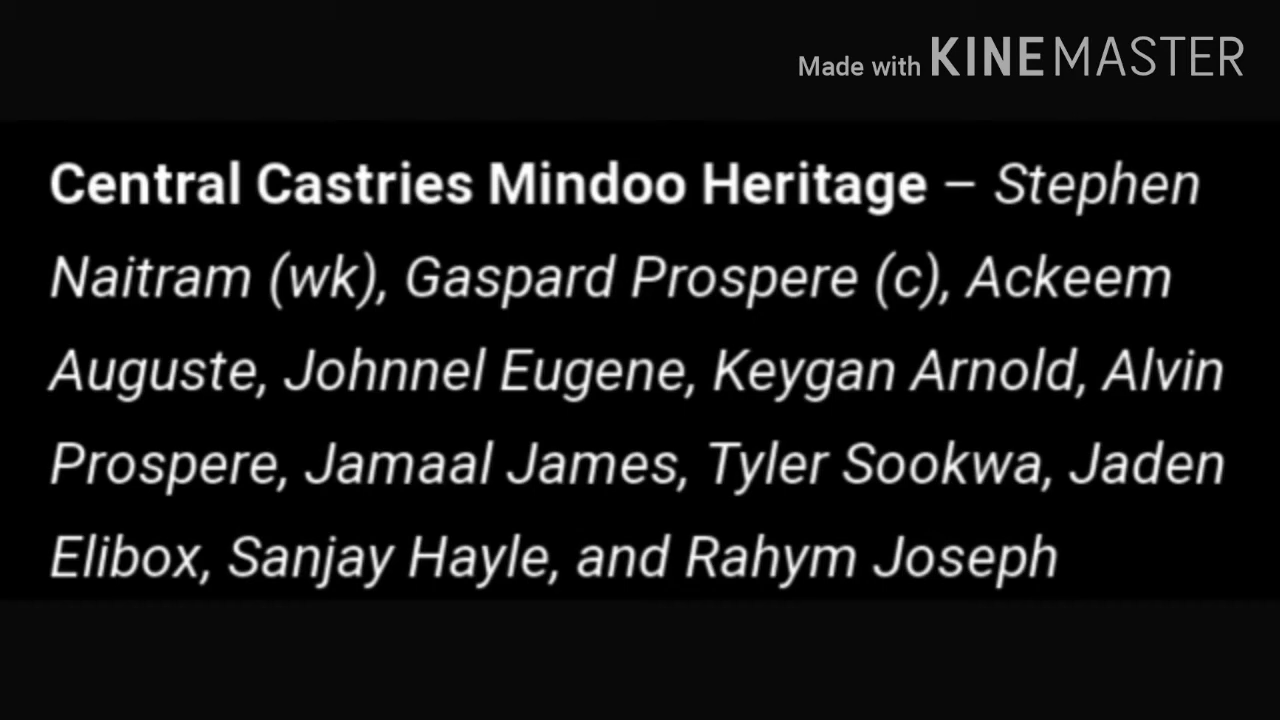 Made with KINEMASTER
Central Castries Mindoo Heritage – Stephen
Naitram (wk), Gaspard Prospere (c), Ackeem
Auguste, Johnnel Eugene, Keygan Arnold, Alvin
Prospere, Jamaal James, Tyler Sookwa, Jaden
Elibox, Sanjay Hayle, and Rahym Joseph